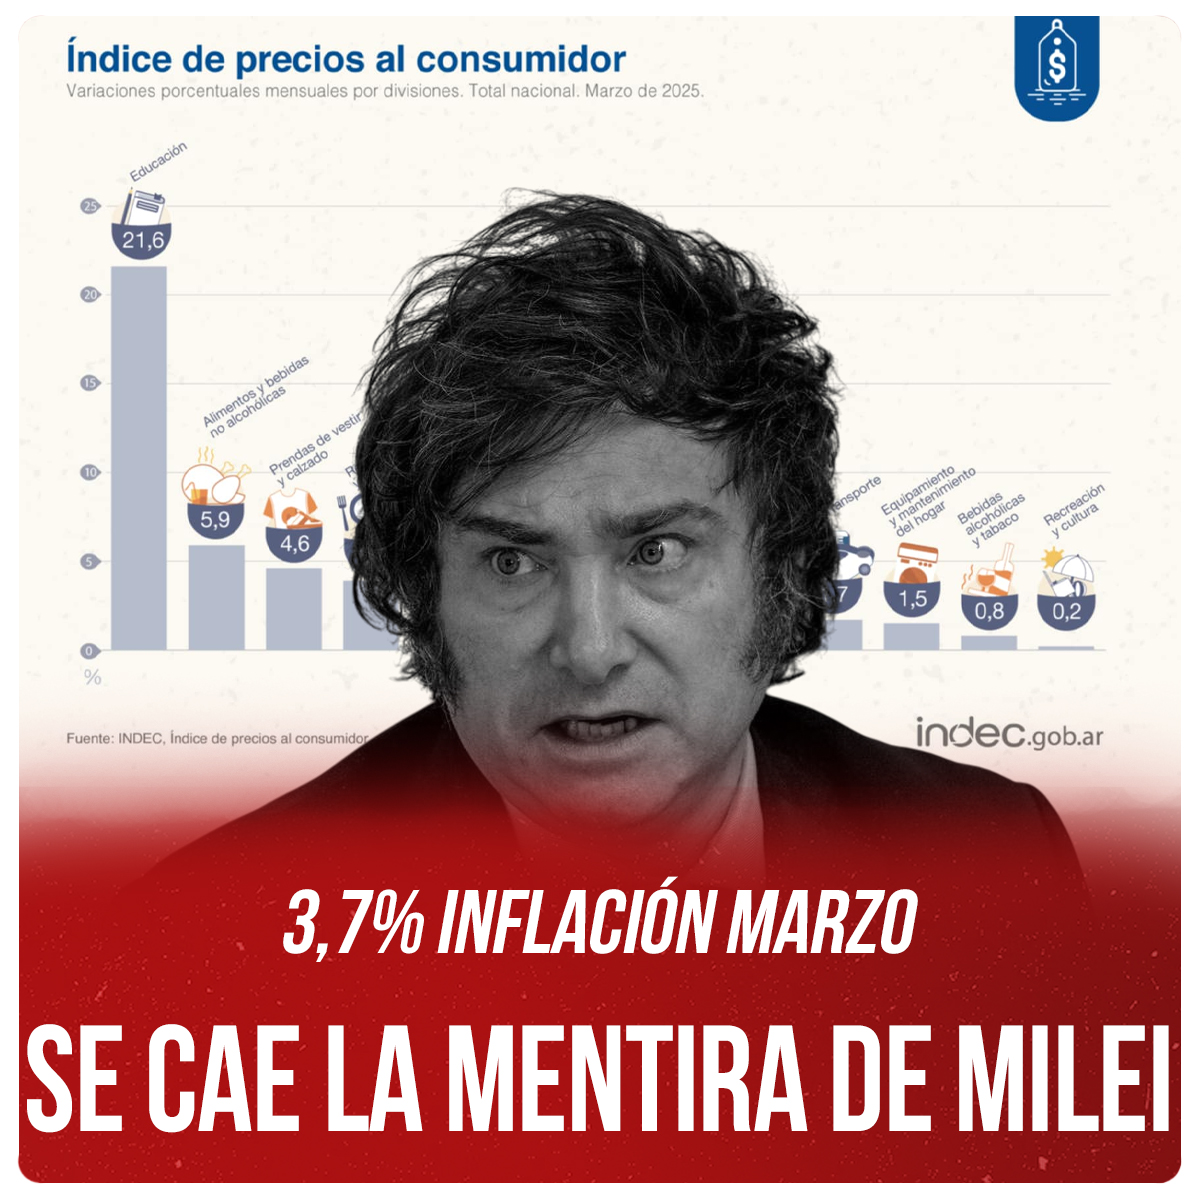 Índice de precios al consumidor
Variaciones porcentuales mensuales por divisiones. Total nacional. Marzo de 2025.
$
Educación
25
21,6
20
15
Alimentos y bebidas
no alcohólicas
Prendas de vestir
y calzado
10
5,9
4,6
Equipamiento
y mantenimiento
del hogar
Bebidas
alcohólicas
y tabaco
Recreación
y cultura
7
1,5
0,8
0,2
5
0
%
Fuente: INDEC, Índice de precios al consumidor
indec.gob.ar
3,7% INFLACIÓN MARZO
SE CAE LA MENTIRA DE MILEI